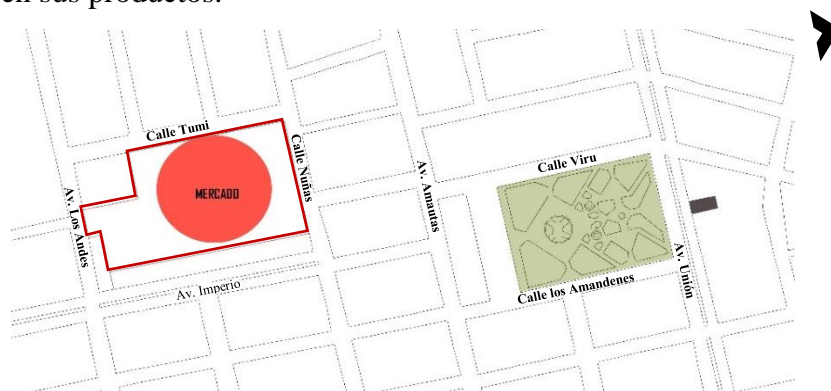 en sus productos.
Calle Tumi
Calle Nuñas
MERCADO
Av. Los Andes
Av. Imperio
Av. Amautas
Calle Viru
Av. Unión
Calle los Amandenes